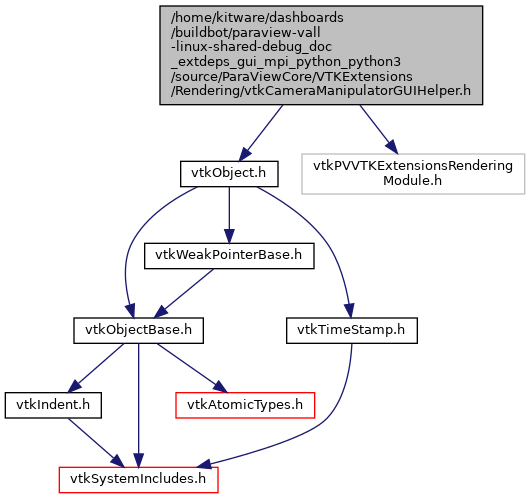 /home/kitware/dashboards
/buildbot/paraview-vall
-linux-shared-debug_doc
_extdeps_gui_mpi_python_python3
/source/ParaViewCore/VTKExtensions
/Rendering/vtkCameraManipulatorGUIHelper.h
vtkObject.h
vtkPVVTKExtensionsRendering
Module.h
vtkWeakPointerBase.h
vtkObjectBase.h
vtkTimeStamp.h
vtkIndent.h
vtkAtomicTypes.h
vtkSystemIncludes.h